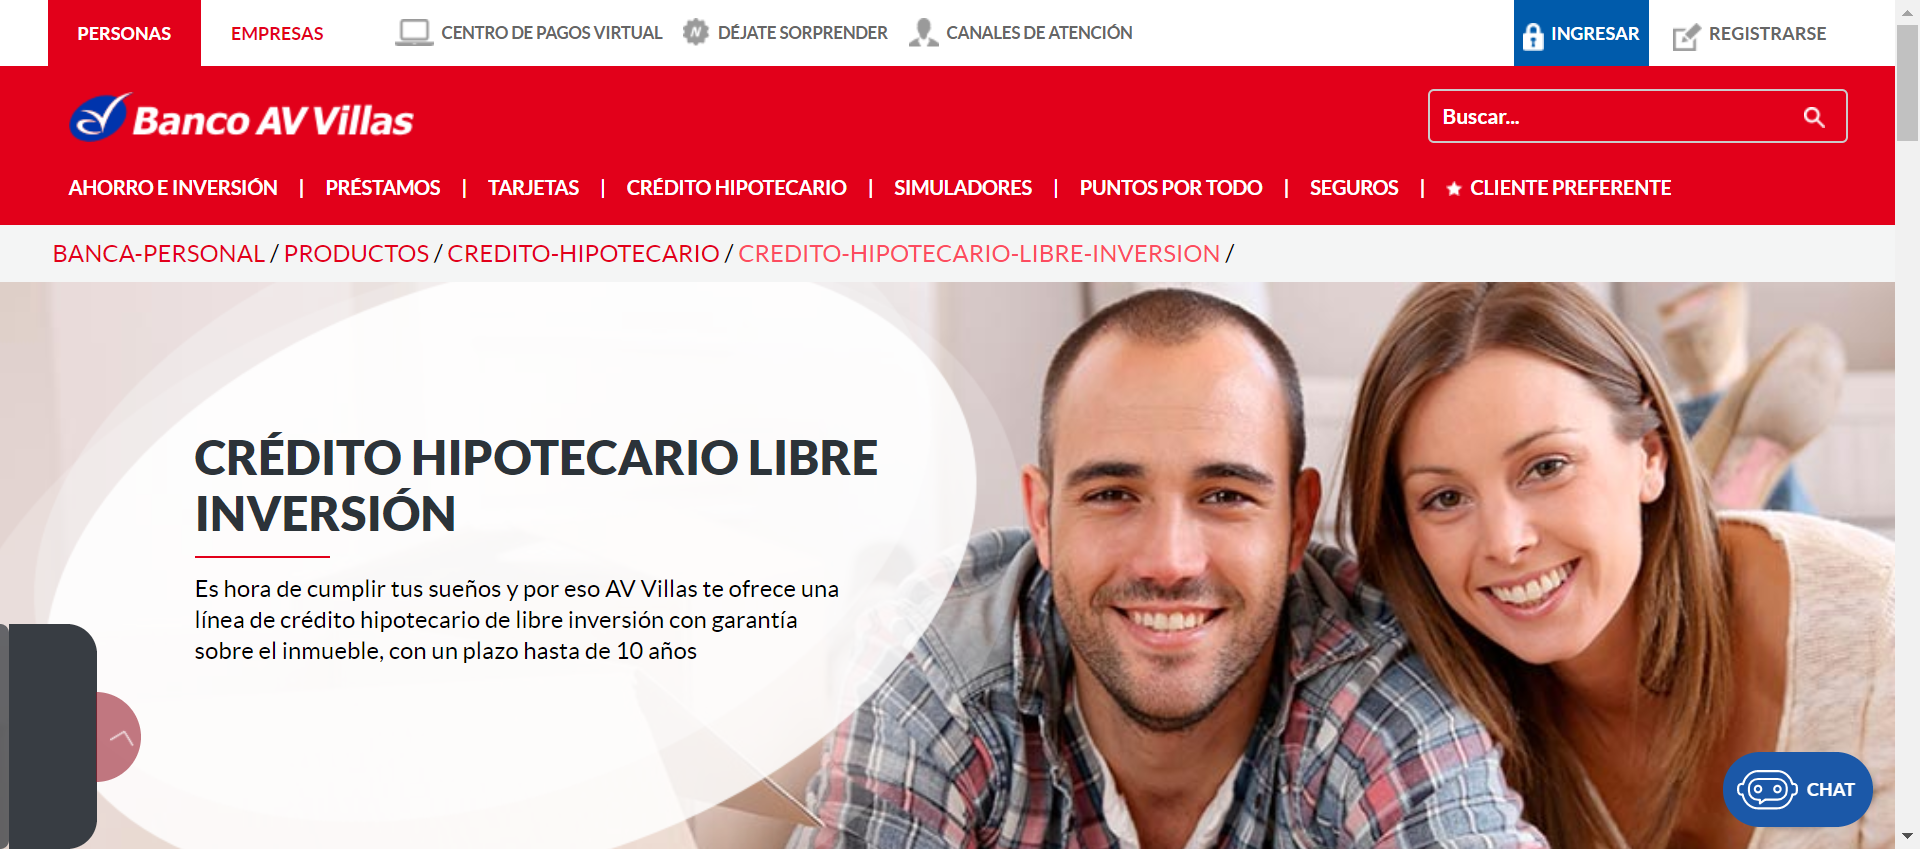 PERSONAS
EMPRESAS
CENTRO DE PAGOS VIRTUAL
DÉJATE SORPRENDER
CANALES DE ATENCIÓN
INGRESAR
REGISTRARSE
Banco AV Villas
Buscar...
AHORRO E INVERSIÓN | PRÉSTAMOS | TARJETAS | CRÉDITO HIPOTECARIO | SIMULADORES | PUNTOS POR TODO | SEGUROS | CLIENTE PREFERENTE
BANCA-PERSONAL / PRODUCTOS / CREDITO-HIPOTECARIO / CREDITO-HIPOTECARIO-LIBRE-INVERSION /
CRÉDITO HIPOTECARIO LIBRE
INVERSIÓN
Es hora de cumplir tus sueños y por eso AV Villas te ofrece una
línea de crédito hipotecario de libre inversión con garantía
sobre el inmueble, con un plazo hasta de 10 años
CHAT